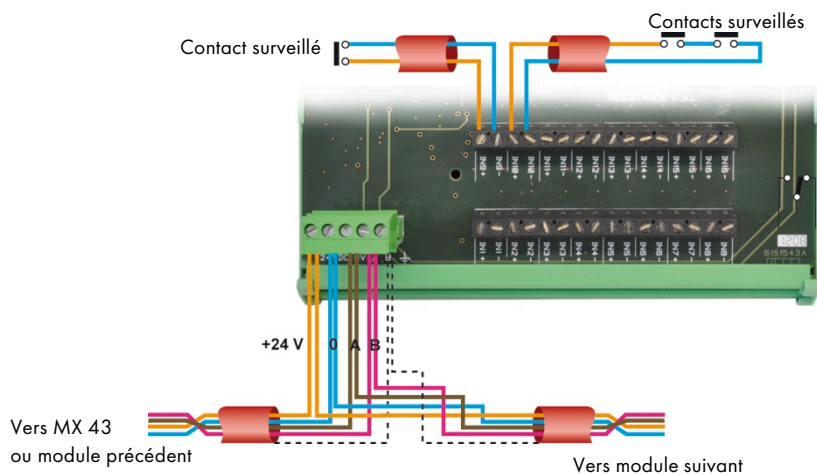 Contacts surveillés
Contact surveillé
IN9+ IN9- IN10+ IN10- IN11+ IN11- IN12+ IN12- IN13+ IN13- IN14+ IN14- IN15+ IN15- IN16+ IN16-
IN1+ IN1- IN2+ IN2- IN3+ IN3- IN4+ IN4- IN5+ IN5- IN6+ IN6- IN7+ IN7- IN8+ IN8-
6151543A
+24 V 0 A B
Vers MX 43
ou module précédent
Vers module suivant